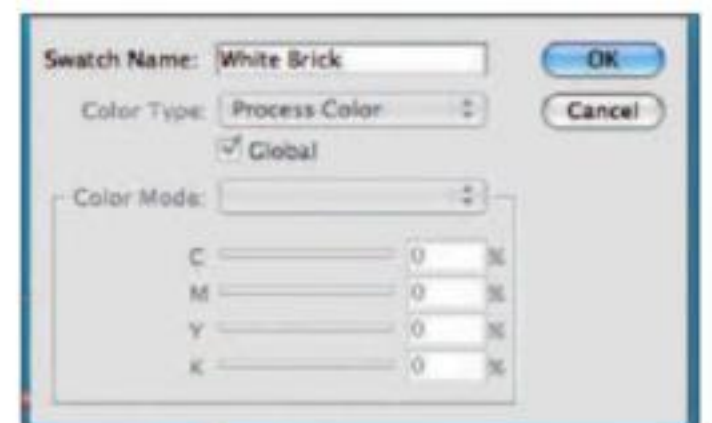 Swatch Name: White Brick OK
Color Type: Process Color Cancel
Global
Color Mode:
C 0 %
M 0 %
Y 0 %
K 0 %